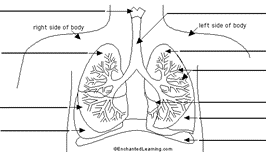 right side of body
left side of body
©EnchantedLearning.com